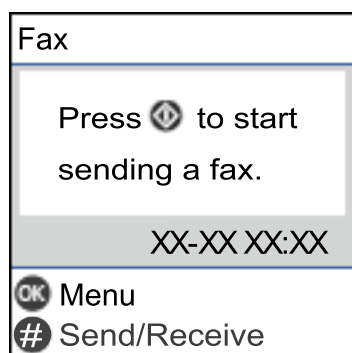 Fax
Press to start
sending a fax.
XX-XX XX:XX
OK Menu
# Send/Receive